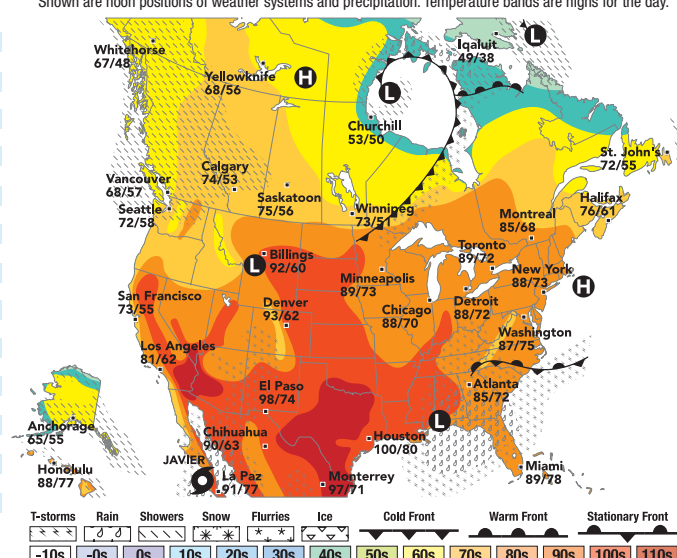 Shown are noon positions of weather systems and precipitation. Temperature bands are highs for the day.
Whitehorse
67/48
Yellowknife
68/56
H
L
Iqaluit
49/38
L
Churchill
53/50
St. John's
72/55
Calgary
74/53
Vancouver
68/57
Saskatoon
75/56
Seattle
72/58
Winnipeg
73/51
Halifax
76/61
Montreal
85/68
Toronto
89/72
Billings
92/60
L
Minneapolis
89/73
New York
88/73
H
San Francisco
73/55
Denver
93/62
Chicago
88/70
Detroit
88/72
Washington
87/75
Los Angeles
81/62
El Paso
98/74
Atlanta
85/72
Anchorage
65/55
Chihuahua
90/63
L
Houston
100/80
Honolulu
88/77
JAVIER
La Paz
91/77
Monterrey
97/71
Miami
89/78
T-storms Rain Showers Snow Flurries Ice Cold Front Warm Front Stationary Front
-10s -0s 0s 10s 20s 30s 40s 50s 60s 70s 80s 90s 100s 110s